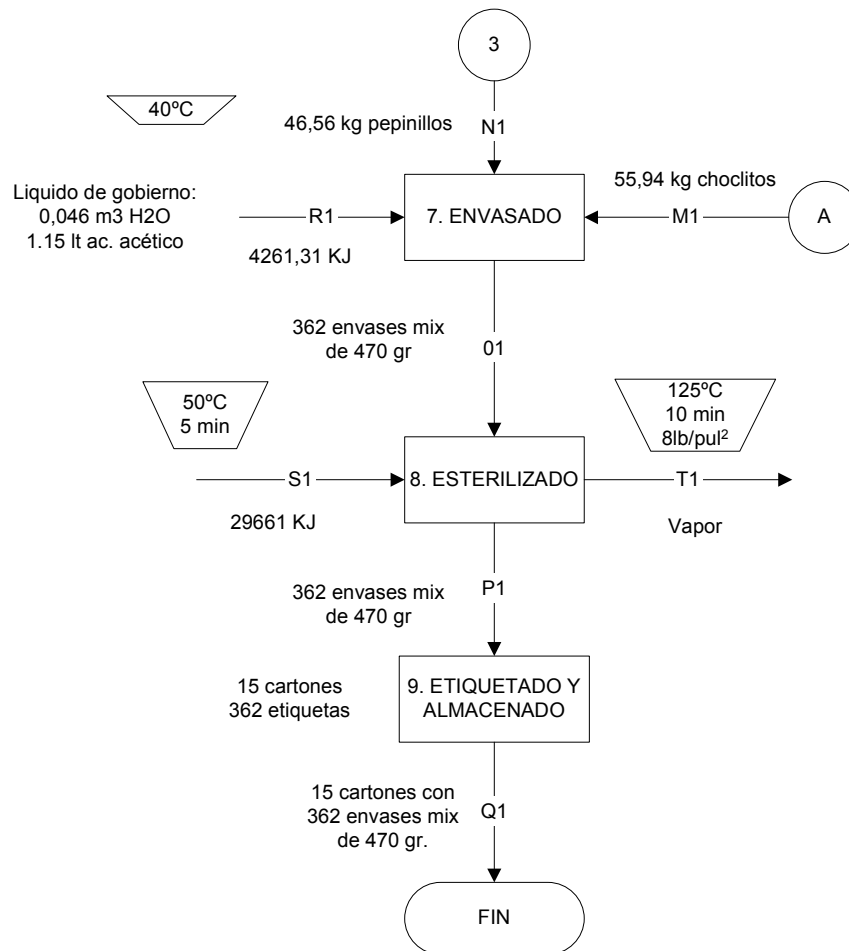 3
40ºC
46,56 kg pepinillos
N1
Liquido de gobierno:
0,046 m3 H2O
1.15 lt ac. acético
R1
4261,31 KJ
7. ENVASADO
55,94 kg choclitos
M1
A
362 envases mix
de 470 gr
01
50ºC
5 min
125ºC
10 min
8lb/pul²
S1
29661 KJ
8. ESTERILIZADO
T1
Vapor
362 envases mix
de 470 gr
P1
15 cartones
362 etiquetas
9. ETIQUETADO Y
ALMACENADO
15 cartones con
362 envases mix
de 470 gr.
Q1
FIN